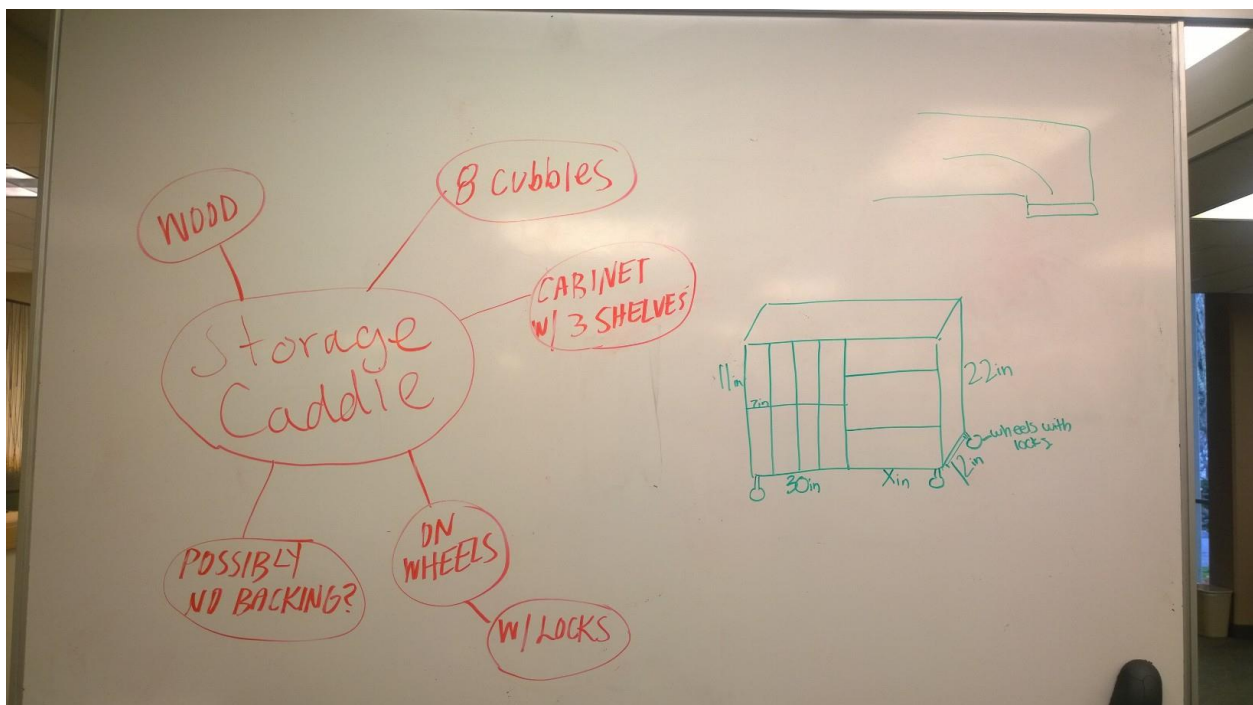 WOOD
8 cubbles
CABINET
W/ 3 SHELVES
Storage
Caddie
POSSIBLY
NO BACKING?
ON
WHEELS
W/ LOCKS
11in
7in
22in
wheels with
locks
12in
30in
Xin